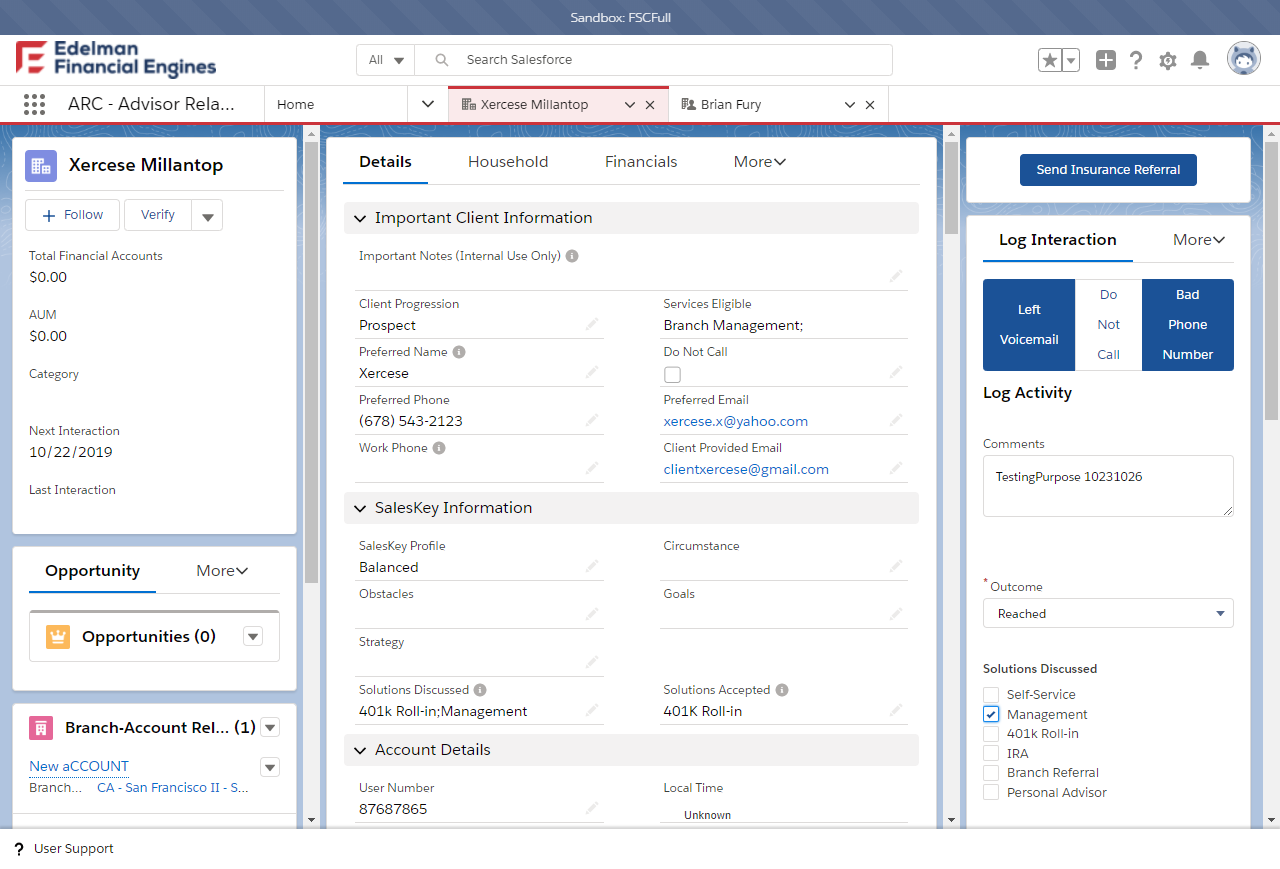 Sandbox: FSCFull
Edelman
Financial Engines
All
Search Salesforce
ARC - Advisor Rela...
Home
Xercese Millantop
Brian Fury
Xercese Millantop
Follow
Verify
Total Financial Accounts
$0.00
AUM
$0.00
Category
Next Interaction
10/22/2019
Last Interaction
Opportunity
More
Opportunities (0)
Branch-Account Rel... (1)
New aCCOUNT
Branch... CA - San Francisco II - S...
Details
Household
Financials
More
Important Client Information
Important Notes (Internal Use Only)
Client Progression
Prospect
Services Eligible
Branch Management;
Preferred Name
Xercese
Do Not Call
Preferred Phone
(678) 543-2123
Preferred Email
xercese.x@yahoo.com
Work Phone
Client Provided Email
clientxercese@gmail.com
SalesKey Information
SalesKey Profile
Balanced
Circumstance
Obstacles
Goals
Strategy
Solutions Discussed
401k Roll-in;Management
Solutions Accepted
401K Roll-in
Account Details
User Number
87687865
Local Time
Unknown
Send Insurance Referral
Log Interaction
More
Left
Voicemail
Do
Not
Call
Bad
Phone
Number
Log Activity
Comments
TestingPurpose 10231026
* Outcome
Reached
Solutions Discussed
Self-Service
Management
401k Roll-in
IRA
Branch Referral
Personal Advisor
? User Support